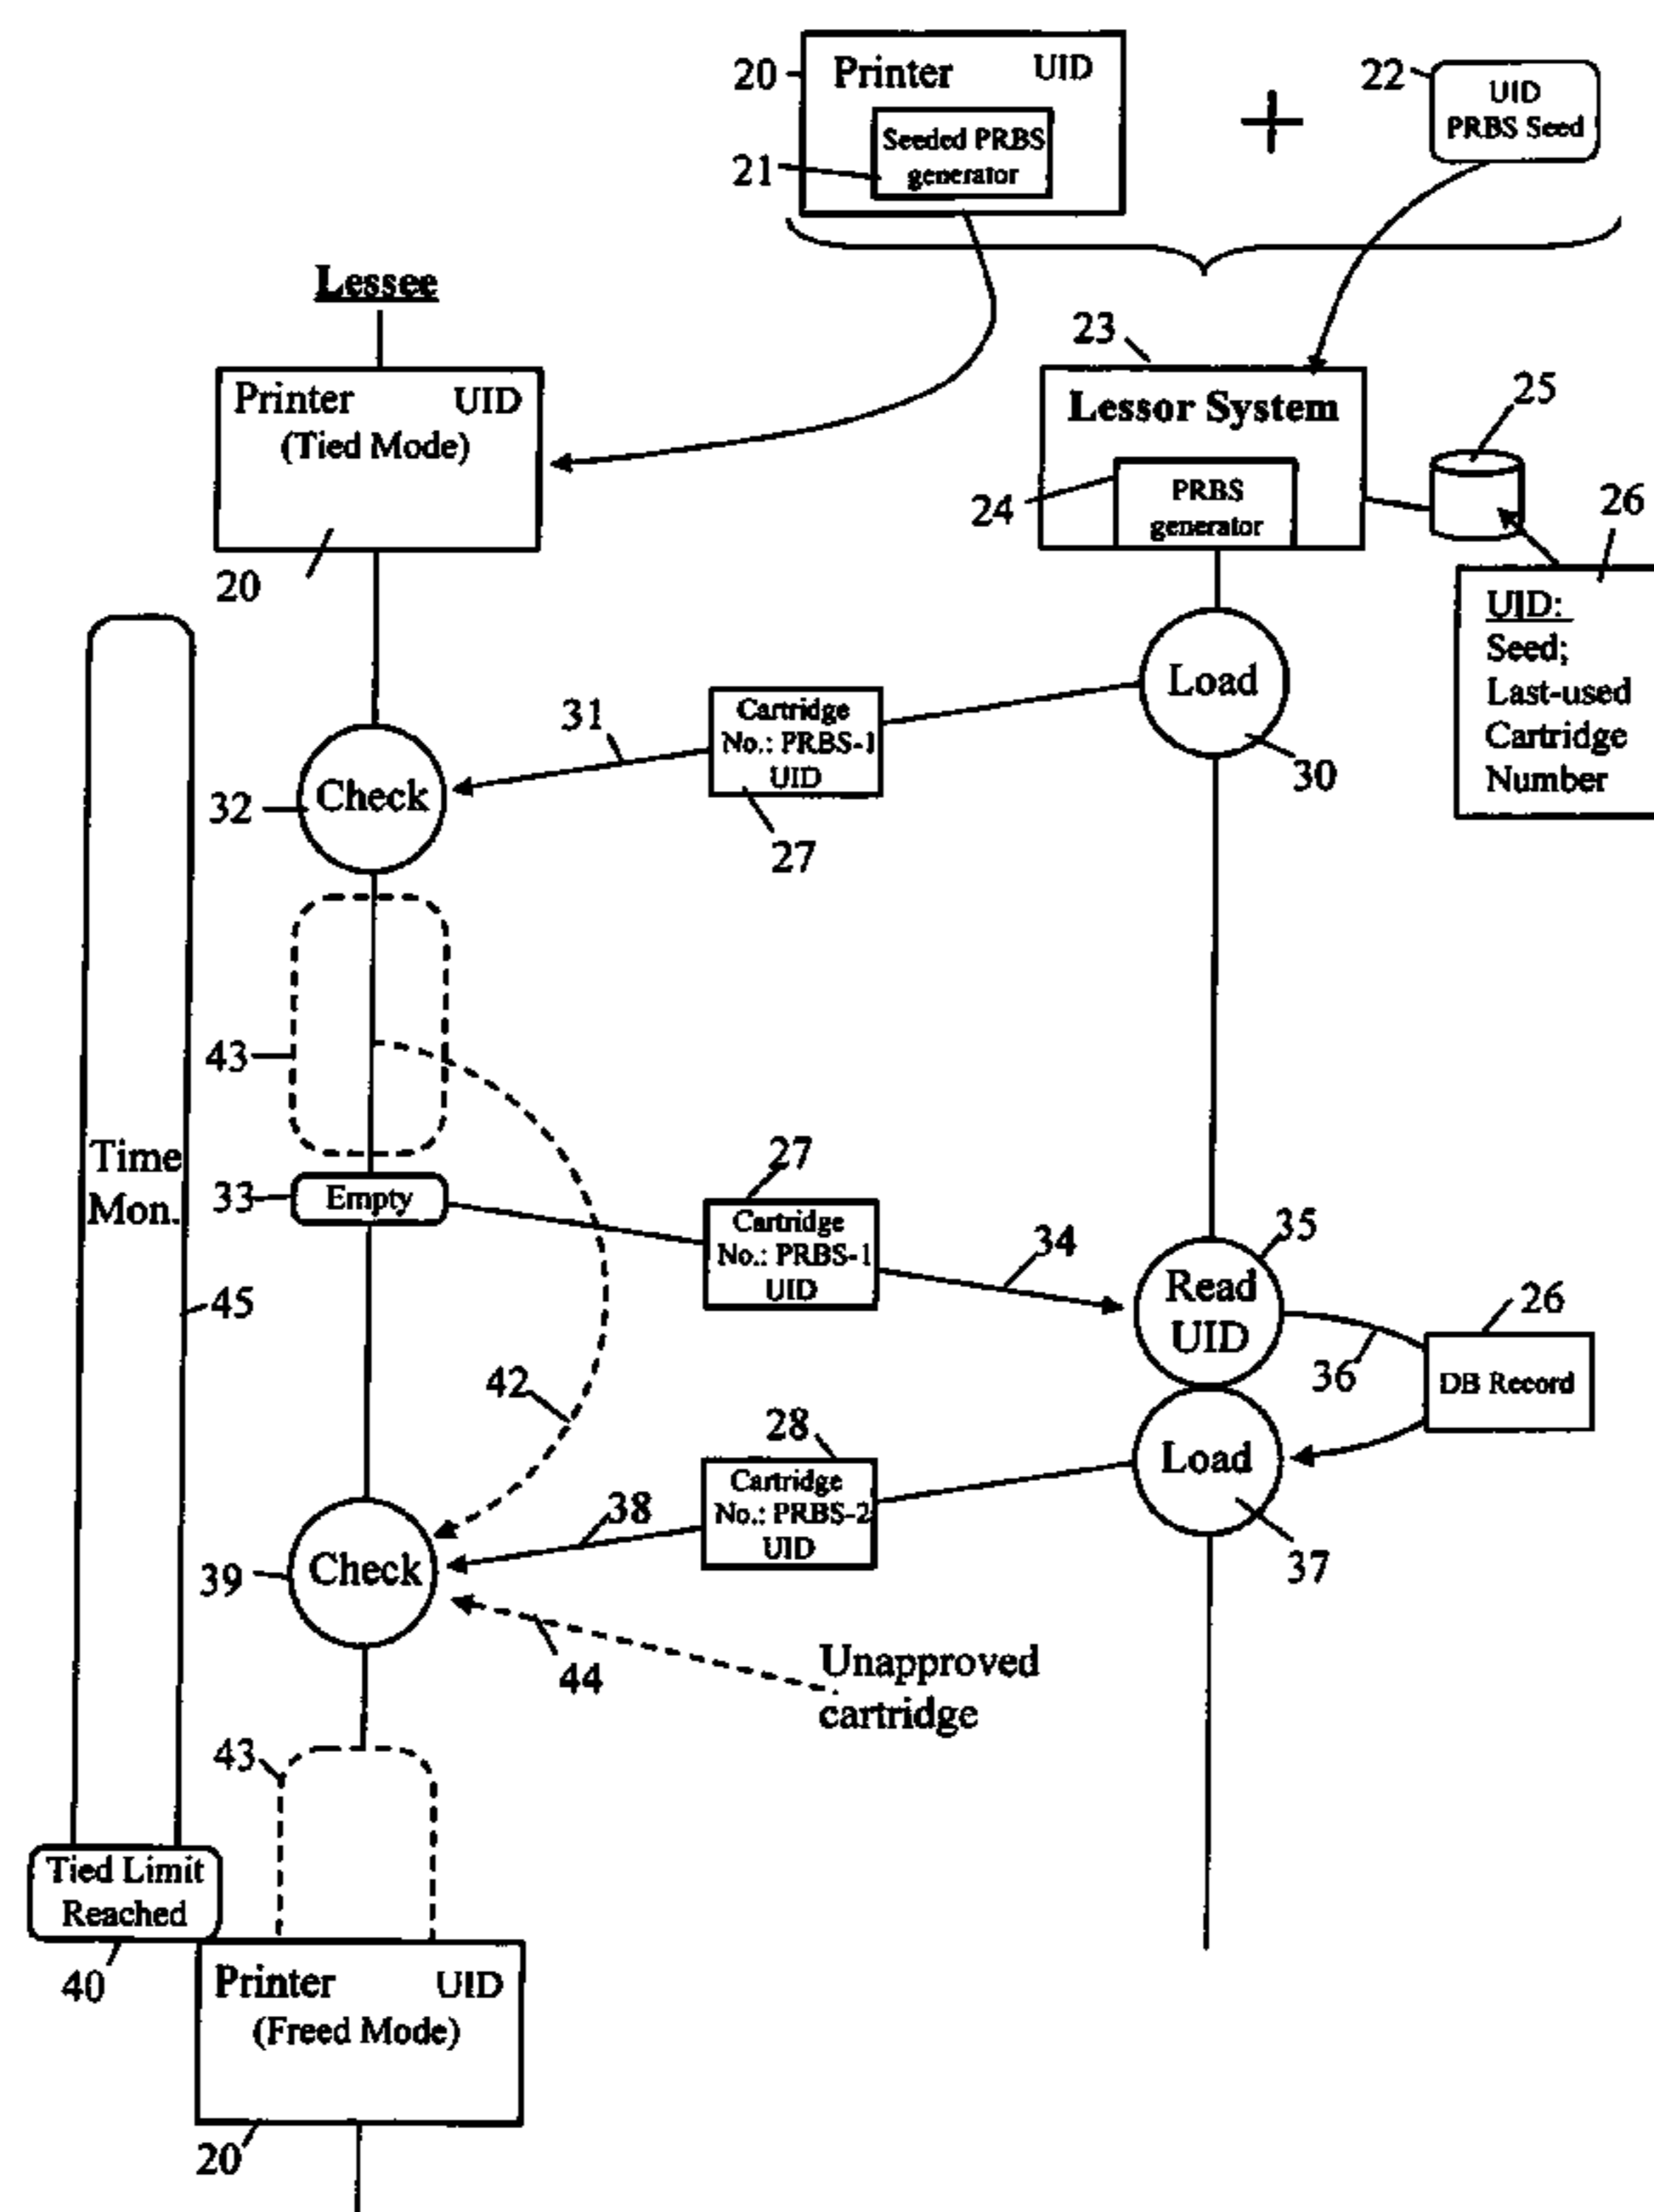 20
Printer UID
22
UID
PRBS Seed
Seeded PRBS
generator
21
Lessee
23
Printer UID
(Tied Mode)
20
Lessor System
PRBS
generator
24
25
26
UID:
Seed;
Last-used
Cartridge
Number
Load
30
31
Cartridge
No.: PRBS-1
UID
27
Check
32
43
Time
Mon.
45
33
Empty
27
Cartridge
No.: PRBS-1
UID
34
35
Read
UID
36
26
DB Record
42
28
Cartridge
No.: PRBS-2
UID
38
Load
37
Check
39
44
Unapproved
cartridge
43
Tied Limit
Reached
40
Printer UID
(Freed Mode)
20